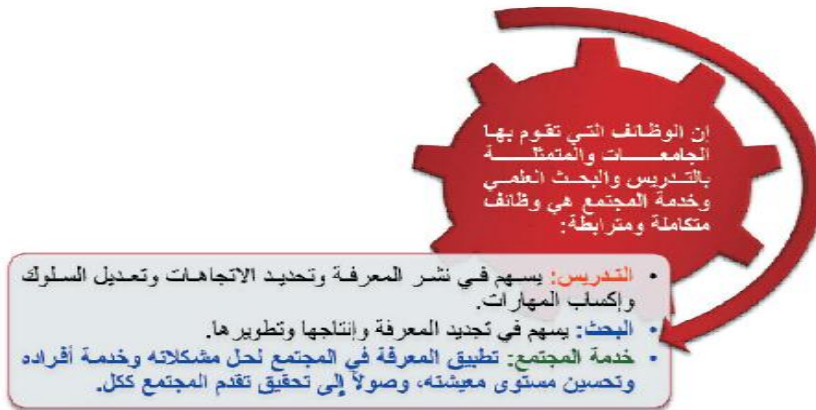 إن الوظائف التي تقوم بها
الجامعات والمتمثلة
بالتدريس والبحث العلمي
وخدمة المجتمع هي وظائف
متكاملة ومترابطة:
• التدريس: يسهم في نشر المعرفة وتحديد الاتجاهات وتعديل السلوك
وإكساب المهارات.
• البحث: يسهم في تجديد المعرفة وإنتاجها وتطويرها.
• خدمة المجتمع: تطبيق المعرفة في المجتمع لحل مشكلاته وخدمة أفراده
وتحسين مستوى معيشته، وصولاً إلى تحقيق تقدم المجتمع ككل.